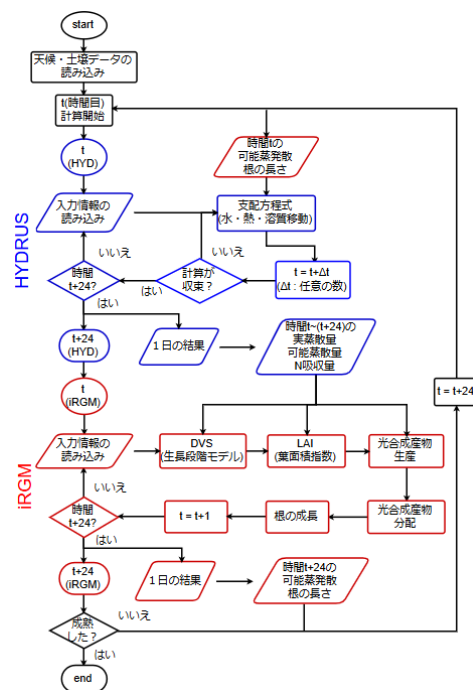 start
天候・土壌データの
読み込み
t(時間目)
計算開始
t
(HYD)
時間tの
可能蒸発散
根の長さ
入力情報の
読み込み
支配方程式
(水・熱・溶質移動)
HYDRUS
いいえ
いいえ
時間
t+24?
はい
計算が
収束？
t = t+Δt
(Δt : 任意の数)
はい
t+24
(HYD)
1日の結果
時間t~(t+24)の
実蒸散量
可能蒸散量
N吸収量
t
(iRGM)
t = t+24
iRGM
入力情報の
読み込み
DVS
(生長段階モデル)
LAI
(葉面積指数)
光合成産物
生産
いいえ
時間
t+24?
t = t+1
根の成長
光合成産物
分配
はい
t+24
(iRGM)
1日の結果
時間t+24の
可能蒸発散
根の長さ
成熟
した？
いいえ
はい
end